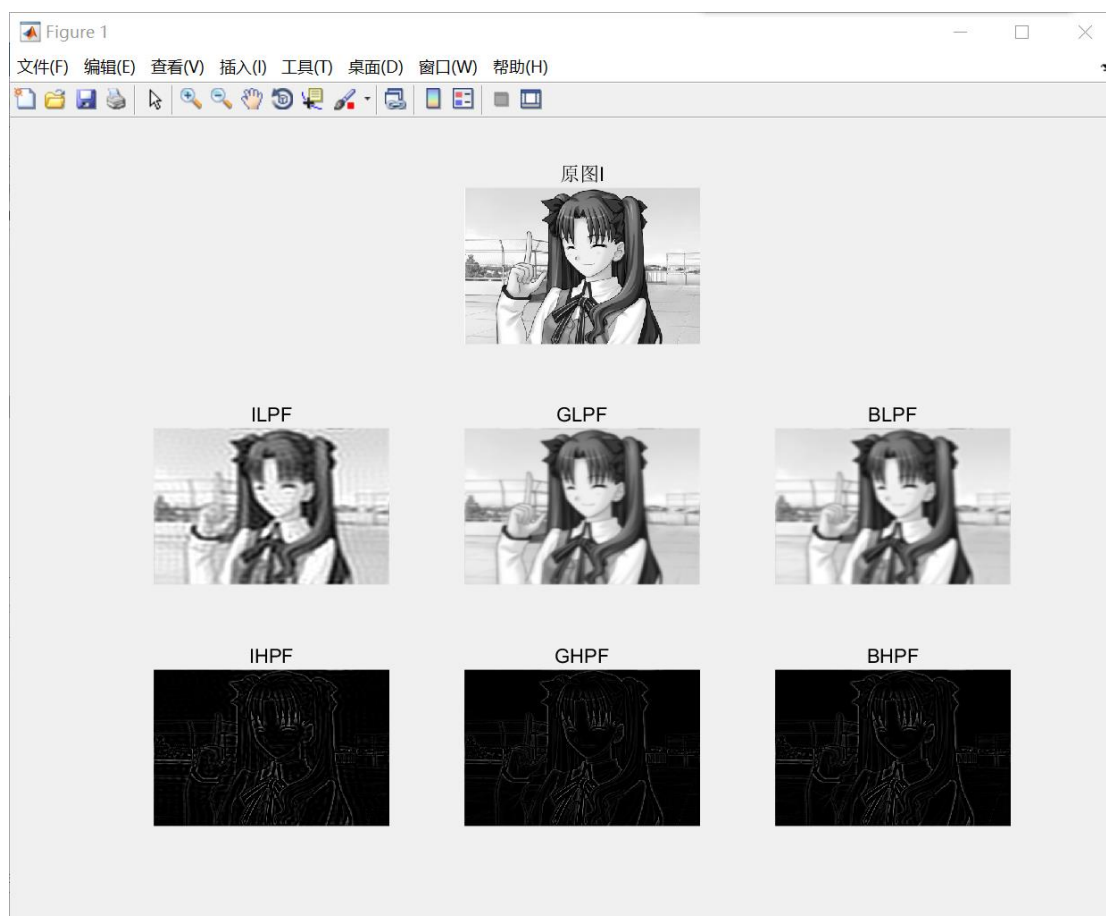 Figure 1
文件(F) 编辑(E) 查看(V) 插入(I) 工具(T) 桌面(D) 窗口(W) 帮助(H)
原图I
ILPF GLPF BLPF
IHPF GHPF BHPF